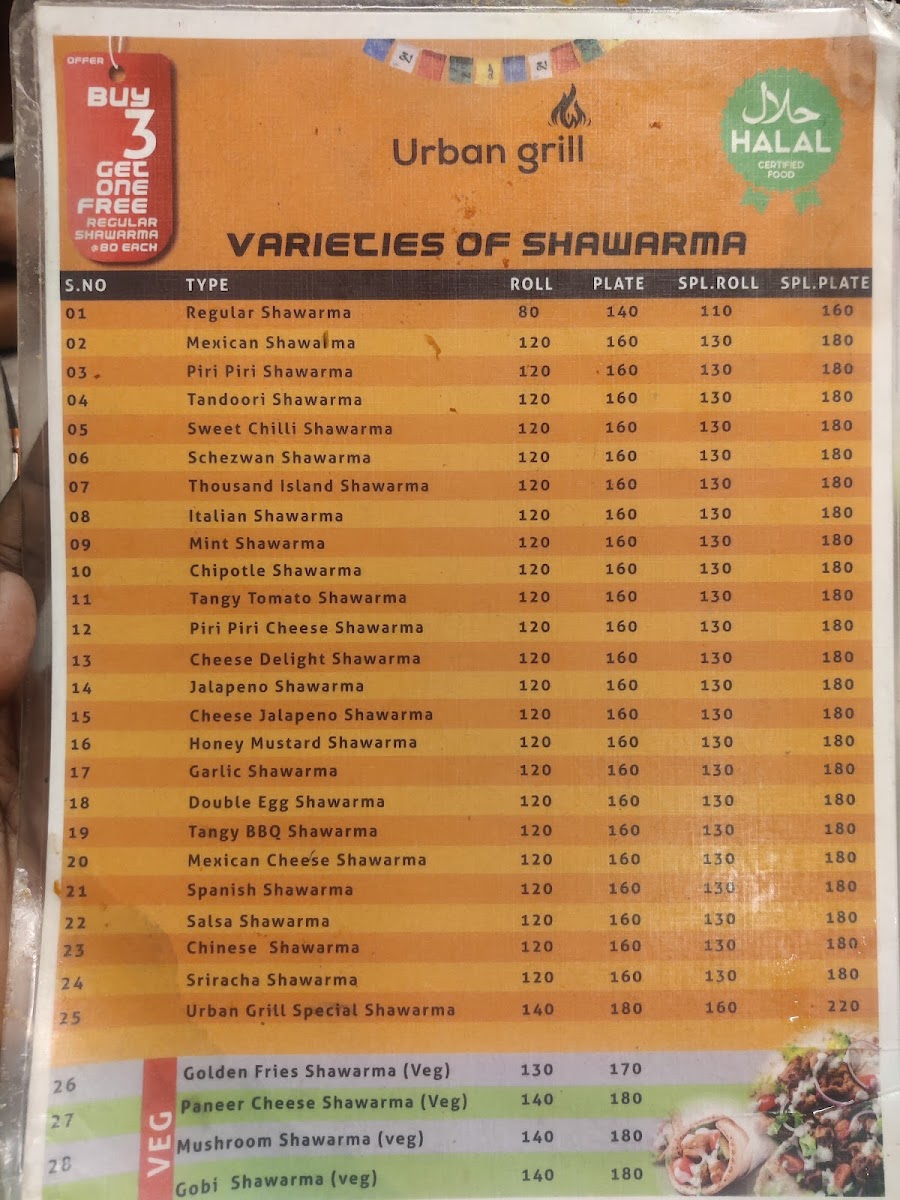 OFFER
BUY
3
GET
ONE
FREE
REGULAR
SHAWARMA
@80 EACH
Urban grill
حلال
HALAL
CERTIFIED
FOOD
VARIETIES OF SHAWARMA
S.NO TYPE ROLL PLATE SPL.ROLL SPL.PLATE
01 Regular Shawarma 80 140 110 160
02 Mexican Shawarma 120 160 130 180
03 Piri Piri Shawarma 120 160 130 180
04 Tandoori Shawarma 120 160 130 180
05 Sweet Chilli Shawarma 120 160 130 180
06 Schezwan Shawarma 120 160 130 180
07 Thousand Island Shawarma 120 160 130 180
08 Italian Shawarma 120 160 130 180
09 Mint Shawarma 120 160 130 180
10 Chipotle Shawarma 120 160 130 180
11 Tangy Tomato Shawarma 120 160 130 180
12 Piri Piri Cheese Shawarma 120 160 130 180
13 Cheese Delight Shawarma 120 160 130 180
14 Jalapeno Shawarma 120 160 130 180
15 Cheese Jalapeno Shawarma 120 160 130 180
16 Honey Mustard Shawarma 120 160 130 180
17 Garlic Shawarma 120 160 130 180
18 Double Egg Shawarma 120 160 130 180
19 Tangy BBQ Shawarma 120 160 130 180
20 Mexican Cheese Shawarma 120 160 130 180
21 Spanish Shawarma 120 160 130 180
22 Salsa Shawarma 120 160 130 180
23 Chinese Shawarma 120 160 130 180
24 Sriracha Shawarma 120 160 130 180
25 Urban Grill Special Shawarma 140 180 160 220
VEG
26 Golden Fries Shawarma (Veg) 130 170
27 Paneer Cheese Shawarma (Veg) 140 180
28 Mushroom Shawarma (veg) 140 180
Gobi Shawarma (veg) 140 180